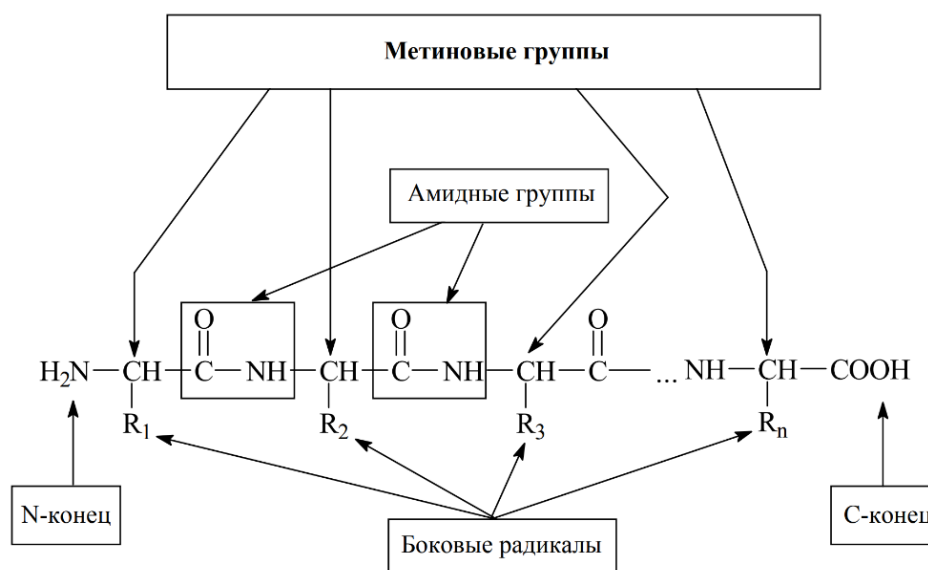 Метиновые группы
Амидные группы
O O O
H₂N—CH—C—NH—CH—C—NH—CH—C— ... NH—CH—COOH
R₁ R₂ R₃ Rₙ
N-конец
Боковые радикалы
C-конец